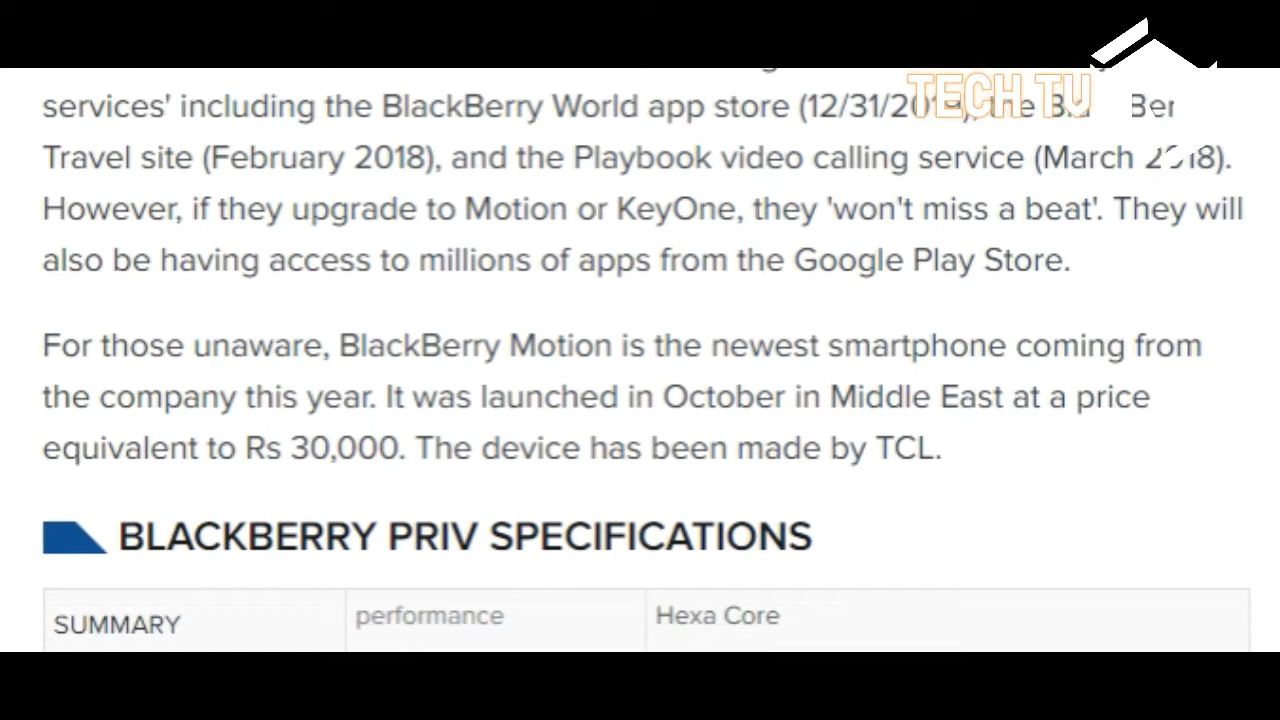 TECH TV
services' including the BlackBerry World app store (12/31/2019), the Ber
Travel site (February 2018), and the Playbook video calling service (March 2018).
However, if they upgrade to Motion or KeyOne, they 'won't miss a beat'. They will
also be having access to millions of apps from the Google Play Store.
For those unaware, BlackBerry Motion is the newest smartphone coming from
the company this year. It was launched in October in Middle East at a price
equivalent to Rs 30,000. The device has been made by TCL.
BLACKBERRY PRIV SPECIFICATIONS
SUMMARY performance Hexa Core